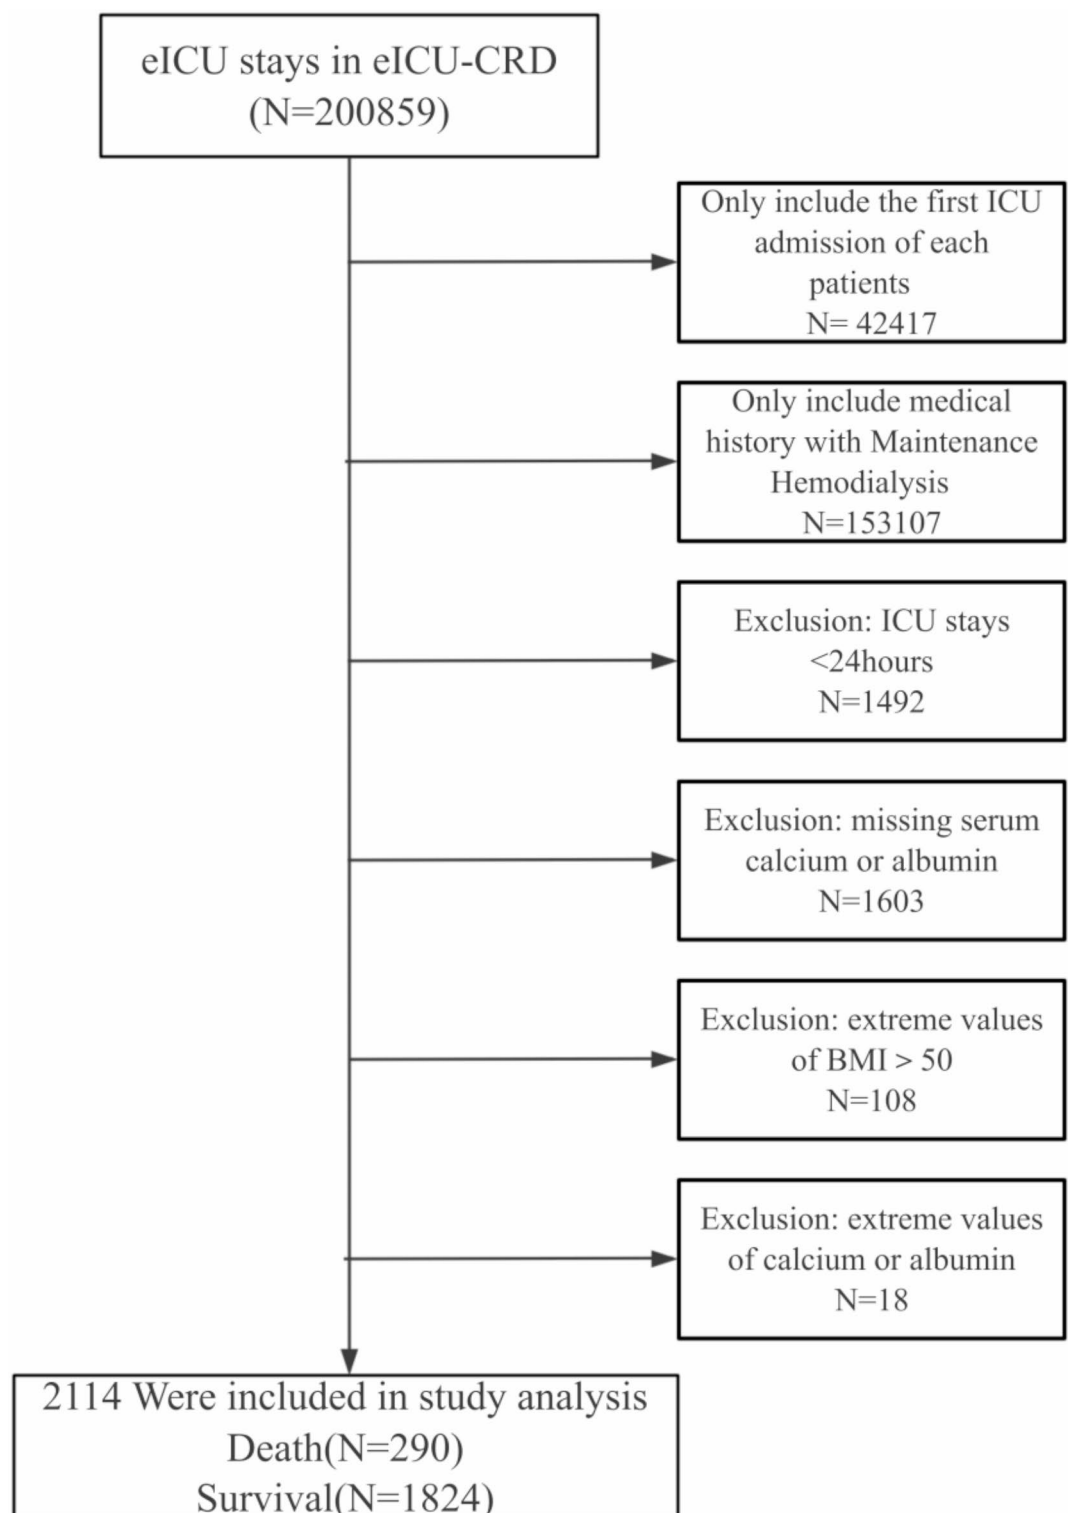 eICU stays in eICU-CRD
(N=200859)
Only include the first ICU
admission of each
patients
N= 42417
Only include medical
history with Maintenance
Hemodialysis
N=153107
Exclusion: ICU stays
<24hours
N=1492
Exclusion: missing serum
calcium or albumin
N=1603
Exclusion: extreme values
of BMI > 50
N=108
Exclusion: extreme values
of calcium or albumin
N=18
2114 Were included in study analysis
Death(N=290)
Survival(N=1824)